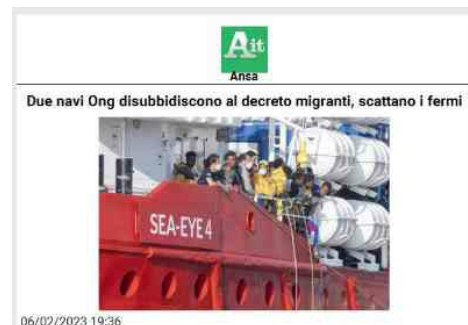 Ait
Ansa
Due navi Ong disubbidiscono al decreto migranti, scattano i fermi
SEA-EYE 4
06/02/2023 19:36